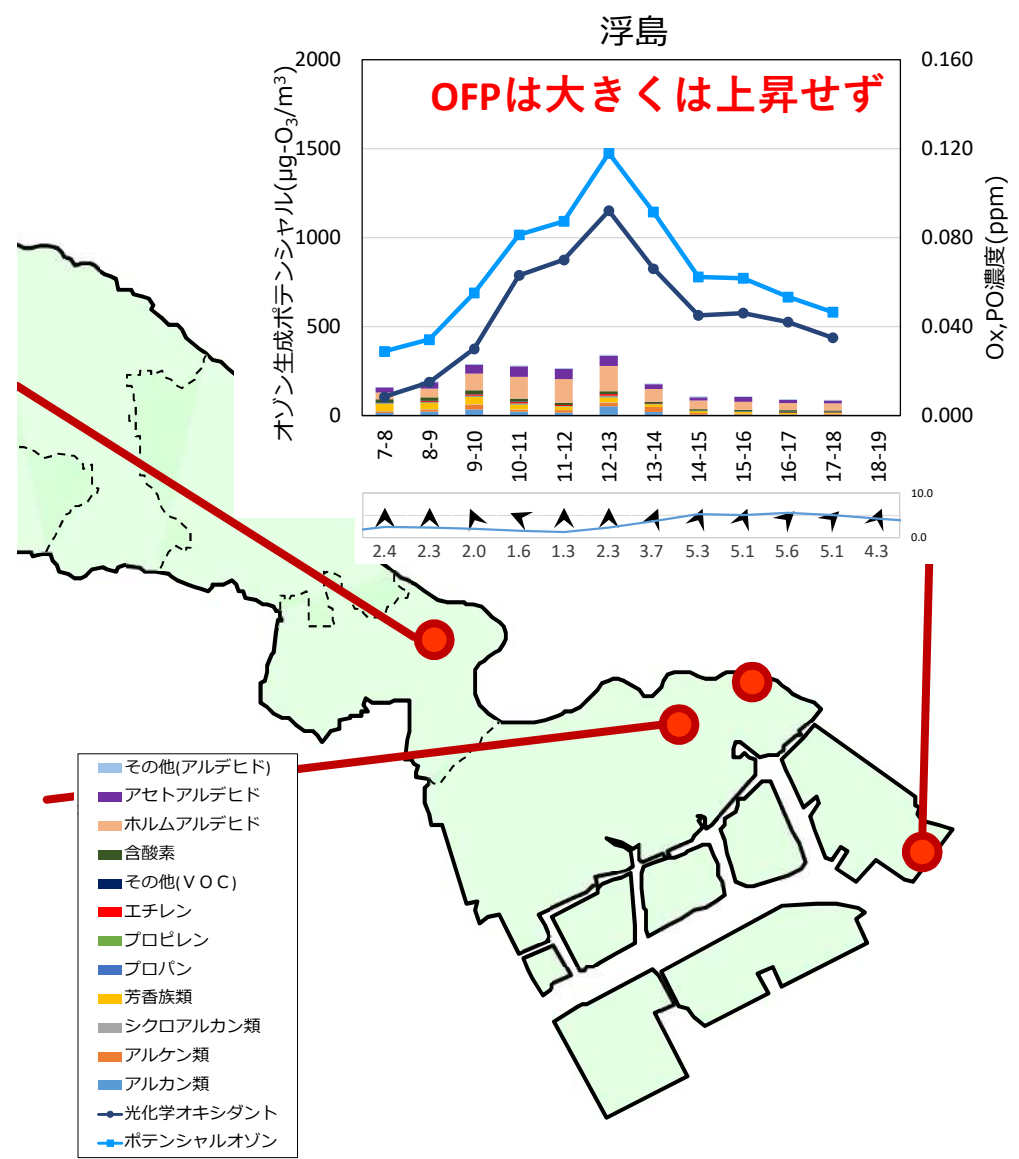 浮島
OFPは大きくは上昇せず
オゾン生成ポテンシャル(μg-O₃/m³)
2000
1500
1000
500
0
Ox,PO濃度(ppm)
0.160
0.120
0.080
0.040
0.000
7-8
8-9
9-10
10-11
11-12
12-13
13-14
14-15
15-16
16-17
17-18
18-19
10.0
0.0
2.4 2.3 2.0 1.6 1.3 2.3 3.7 5.3 5.1 5.6 5.1 4.3
その他(アルデヒド)
アセトアルデヒド
ホルムアルデヒド
含酸素
その他(ＶＯＣ)
エチレン
プロピレン
プロパン
芳香族類
シクロアルカン類
アルケン類
アルカン類
光化学オキシダント
ポテンシャルオゾン